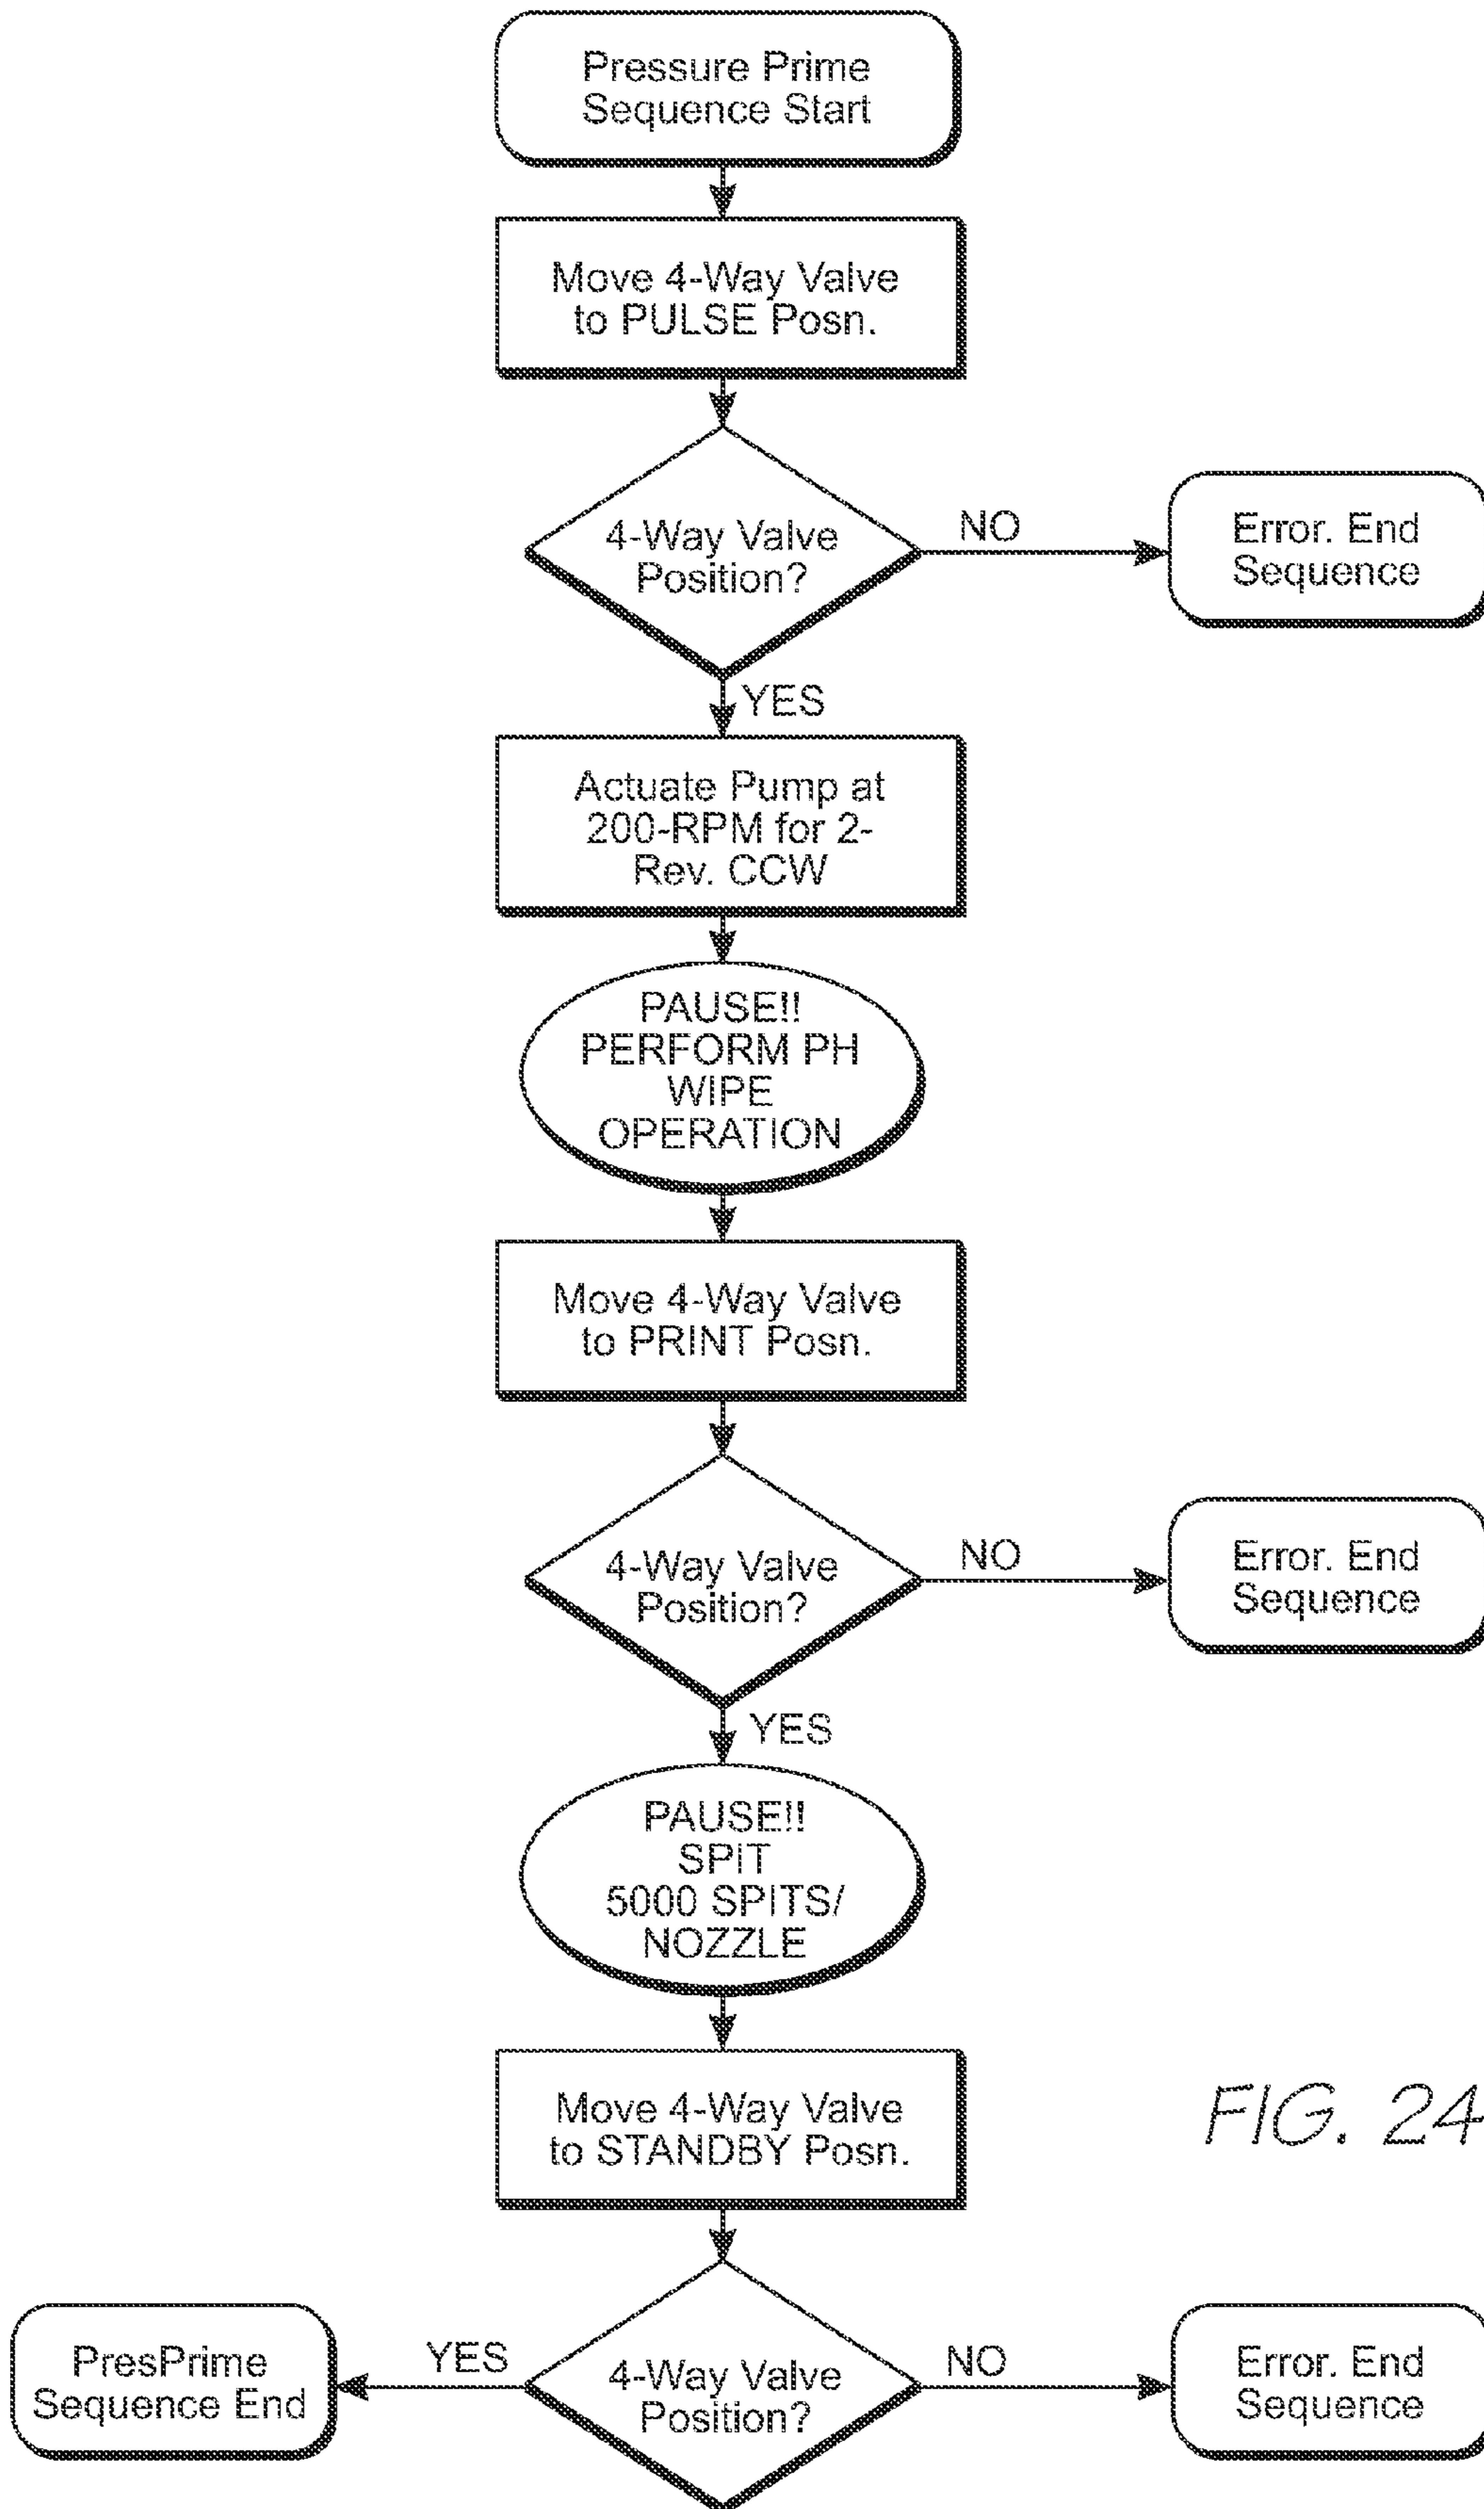 Pressure Prime
Sequence Start
Move 4-Way Valve
to PULSE Posn.
4-Way Valve
Position?
NO
Error. End
Sequence
YES
Actuate Pump at
200-RPM for 2-
Rev. CCW
PAUSE!!
PERFORM PH
WIPE
OPERATION
Move 4-Way Valve
to PRINT Posn.
4-Way Valve
Position?
NO
Error. End
Sequence
YES
PAUSE!!
SPIT
5000 SPITS/
NOZZLE
Move 4-Way Valve
to STANDBY Posn.
FIG. 24
4-Way Valve
Position?
YES
PresPrime
Sequence End
NO
Error. End
Sequence